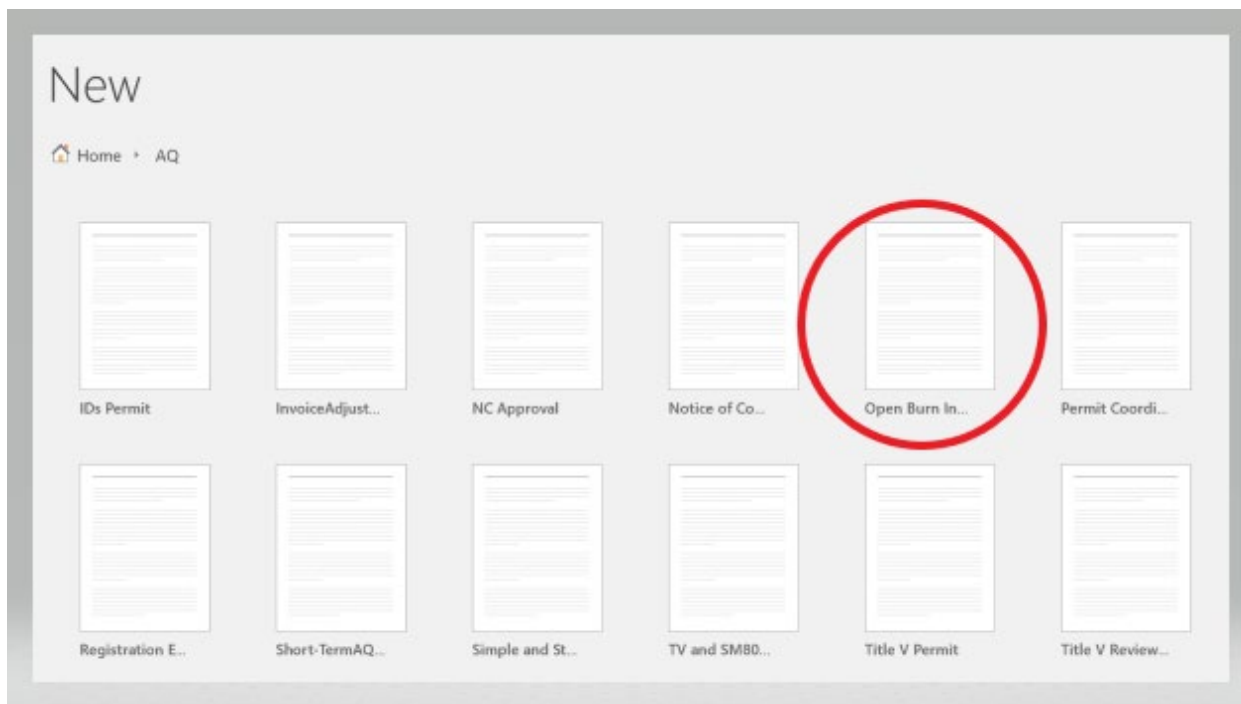 New
Home AQ
IDs Permit InvoiceAdjust... NC Approval Notice of Co... Open Burn In... Permit Coordi...
Registration E... Short-TermAQ... Simple and St... TV and SM80... Title V Permit Title V Review...